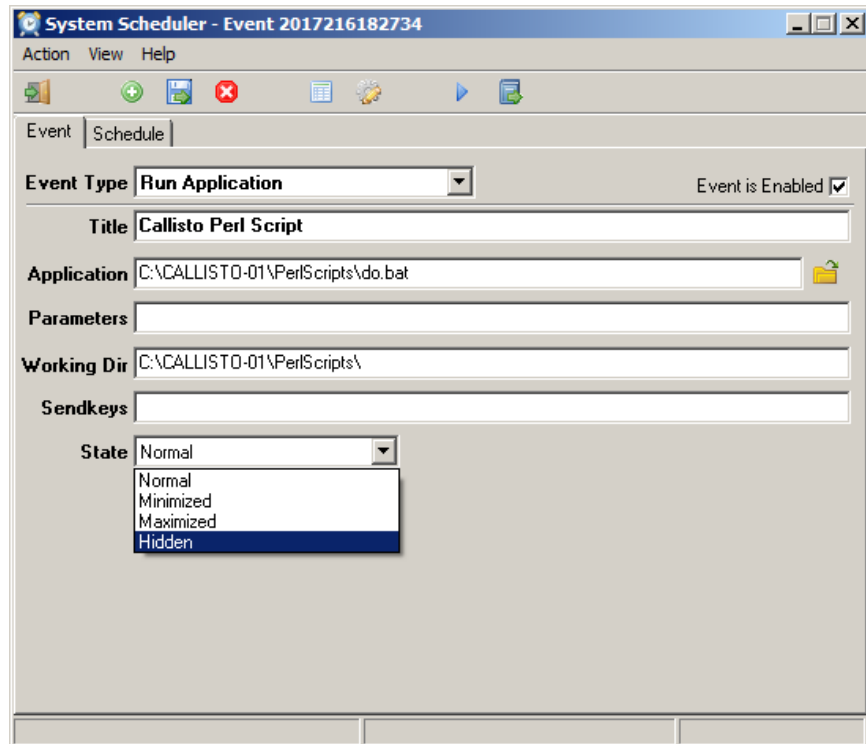 System Scheduler - Event 2017216182734
Action View Help
Event Schedule
Event Type Run Application Event is Enabled
Title Callisto Perl Script
Application C:\CALLISTO-01\PerlScripts\do.bat
Parameters
Working Dir C:\CALLISTO-01\PerlScripts\
Sendkeys
State Normal
Normal
Minimized
Maximized
Hidden